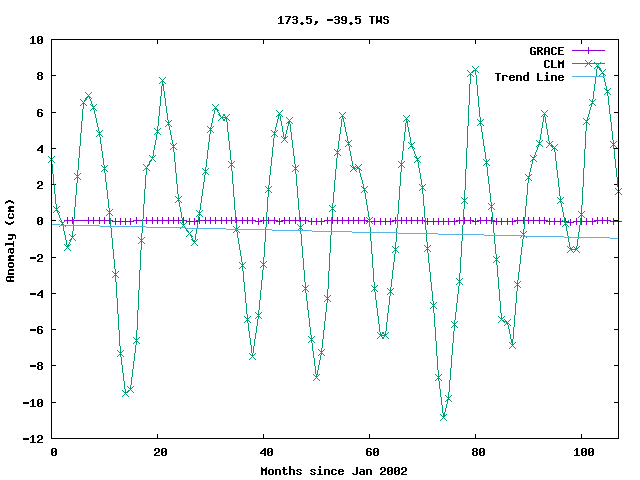 173.5, -39.5 TWS
GRACE
CLM
Trend Line
10
8
6
4
2
0
-2
-4
-6
-8
-10
-12
Anomaly (cm)
0 20 40 60 80 100
Months since Jan 2002